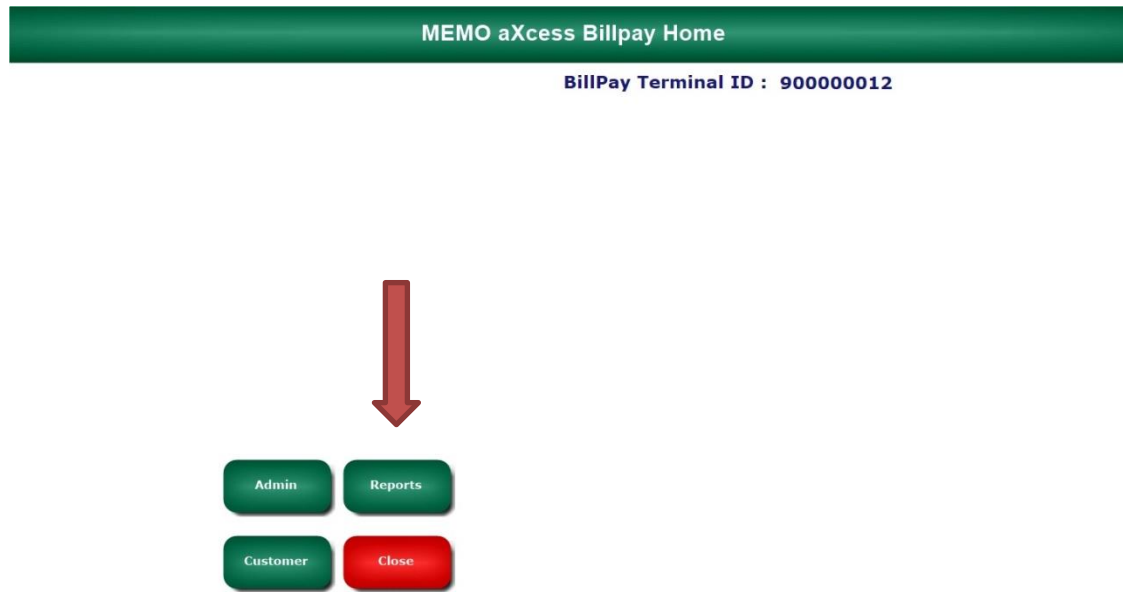 MEMO aXcess Billpay Home
BillPay Terminal ID : 900000012
Admin Reports
Customer Close